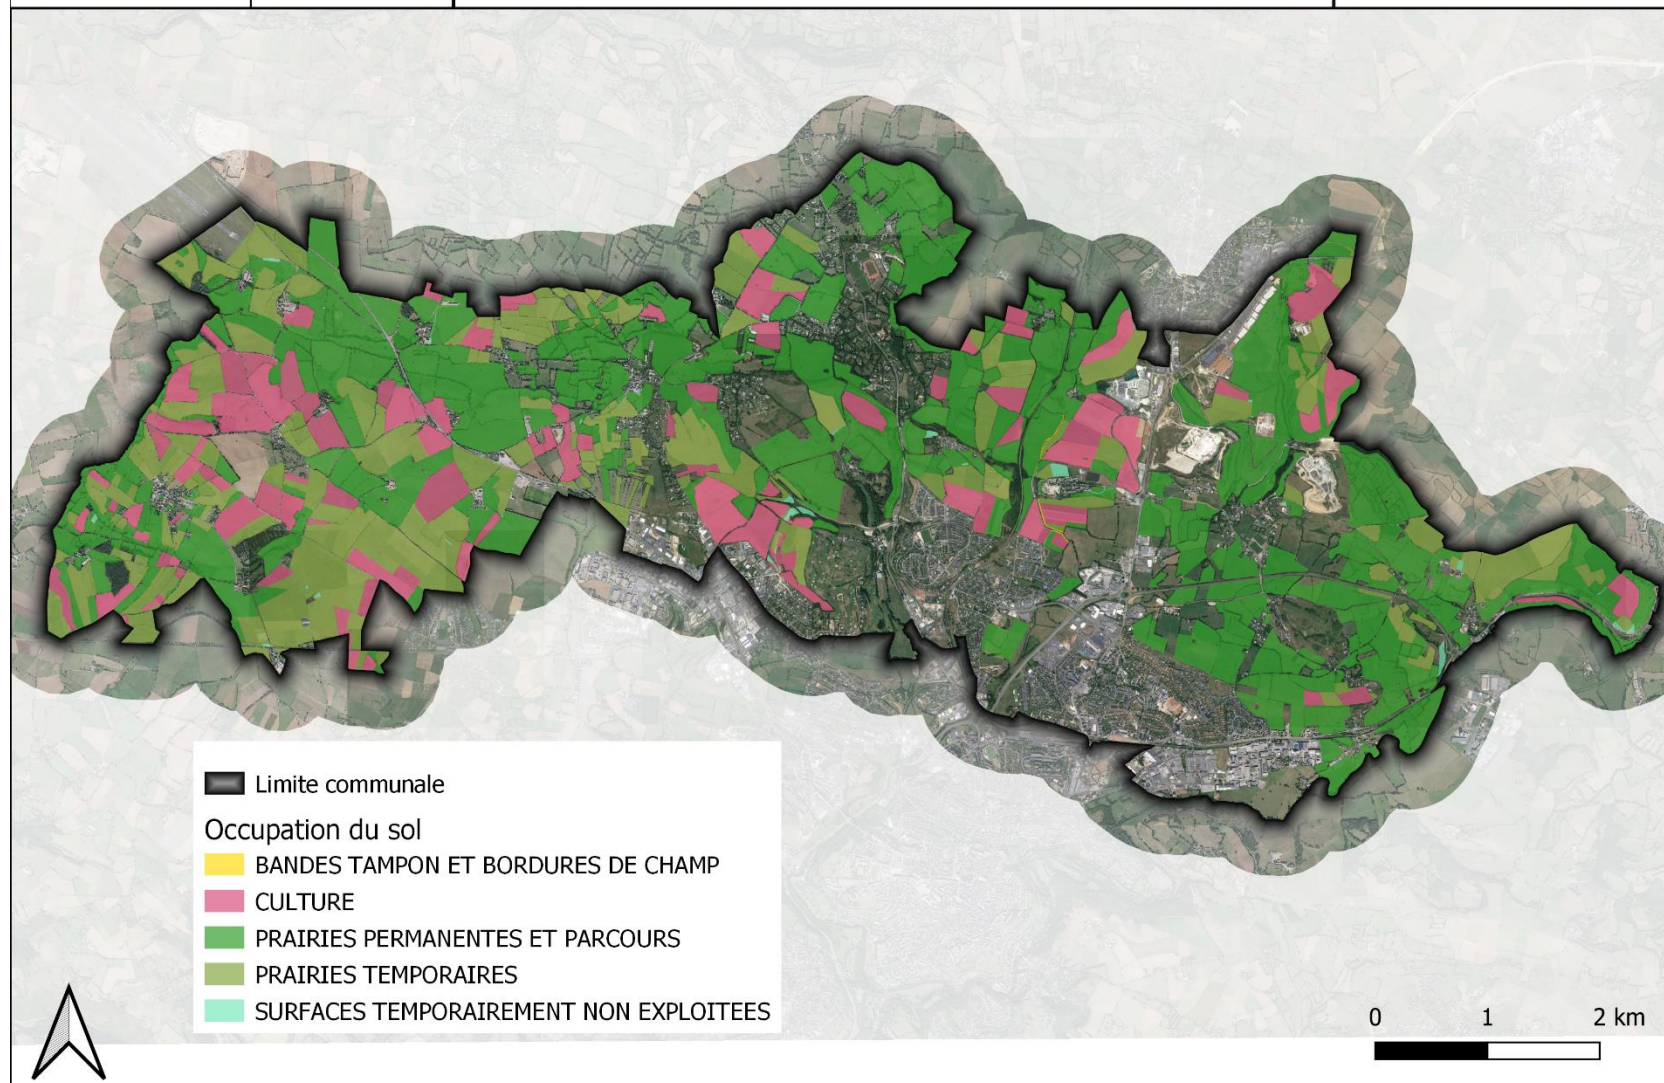 Limite communale
Occupation du sol
BANDES TAMPON ET BORDURES DE CHAMP
CULTURE
PRAIRIES PERMANENTES ET PARCOURS
PRAIRIES TEMPORAIRES
SURFACES TEMPORAIREMENT NON EXPLOITEES
0 1 2 km